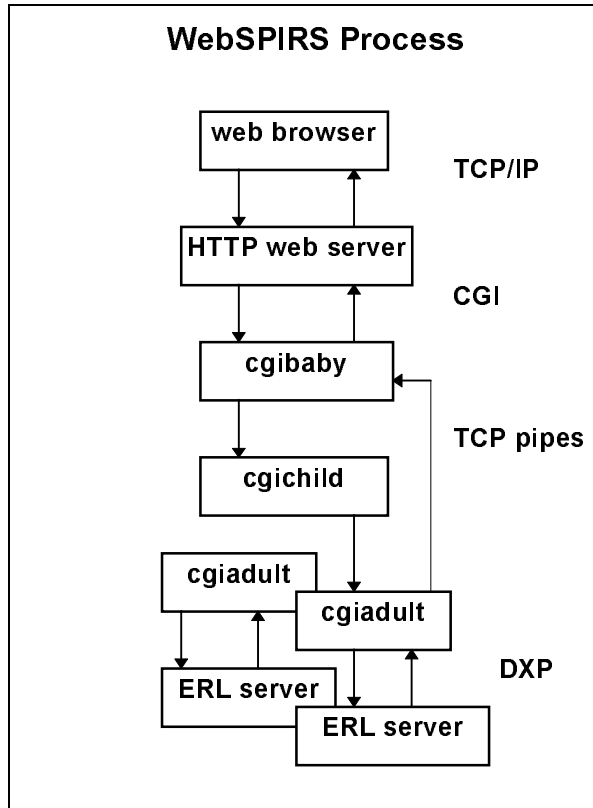 WebSPIRS Process
web browser
TCP/IP
HTTP web server
CGI
cgibaby
TCP pipes
cgichild
cgiadult
cgiadult
DXP
ERL server
ERL server